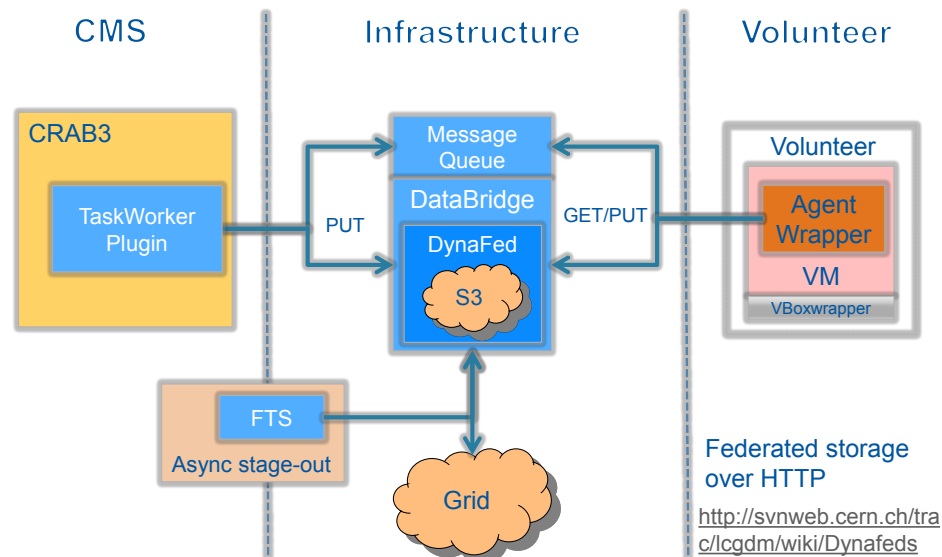 CMS
Infrastructure
Volunteer
CRAB3
TaskWorker
Plugin
PUT
Message
Queue
DataBridge
DynaFed
S3
GET/PUT
Volunteer
Agent
Wrapper
VM
VBoxwrapper
FTS
Async stage-out
Grid
Federated storage
over HTTP
http://svnweb.cern.ch/tra
c/lcgdm/wiki/Dynafeds